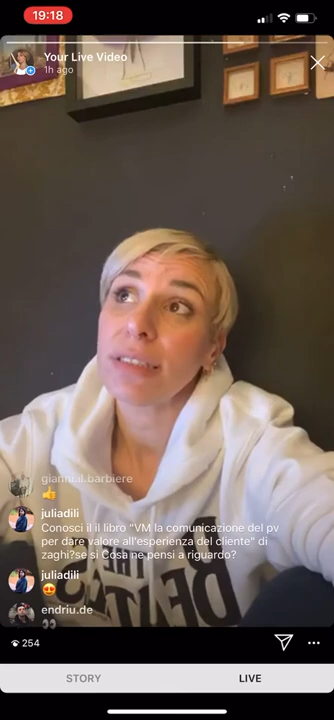 19:18
Your Live Video
1h ago
gianni.il.barbiere
👍
juliadili
Conosci il il libro "VM la comunicazione del pv
per dare valore all'esperienza del cliente" di
zaghi?se si Cosa ne pensi a riguardo?
juliadili
😍
endriu.de
👀
254
STORY
LIVE